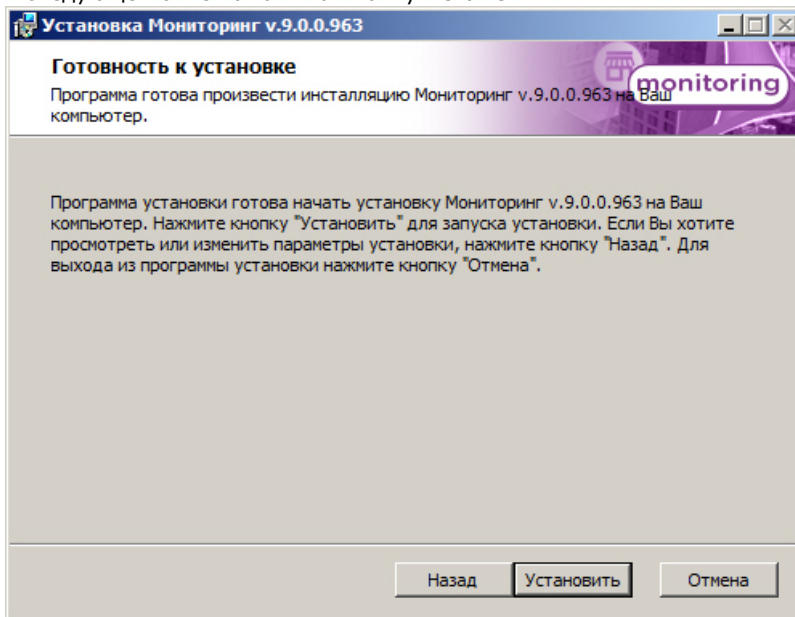 Установка Мониторинг v.9.0.0.963
Готовность к установке
Программа готова произвести инсталляцию Мониторинг v.9.0.0.963 на Ваш
компьютер.
monitoring
Программа установки готова начать установку Мониторинг v.9.0.0.963 на Ваш
компьютер. Нажмите кнопку "Установить" для запуска установки. Если Вы хотите
просмотреть или изменить параметры установки, нажмите кнопку "Назад". Для
выхода из программы установки нажмите кнопку "Отмена".
Назад
Установить
Отмена